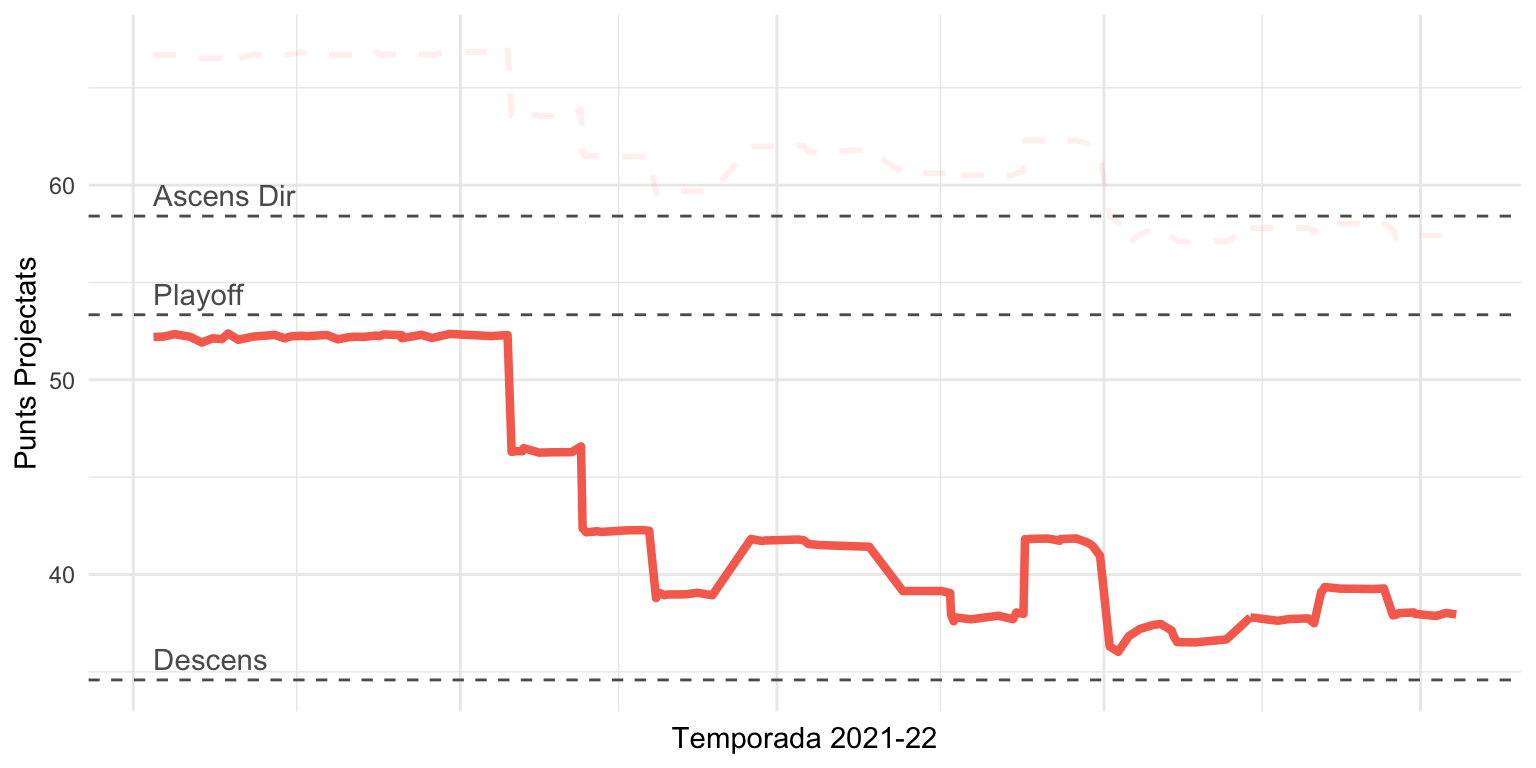 60
Ascens Dir
Playoff
50
40
Descens
Punts Projectats
Temporada 2021-22